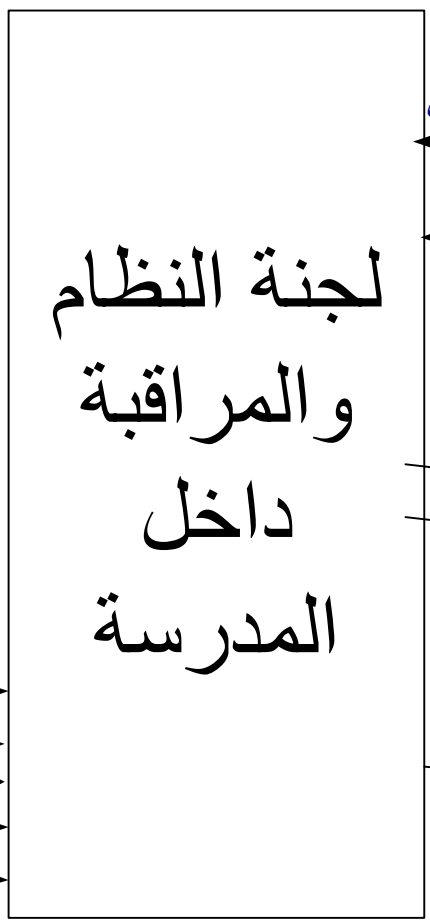 لجنة النظام
والمراقبة
داخل
المدرسة